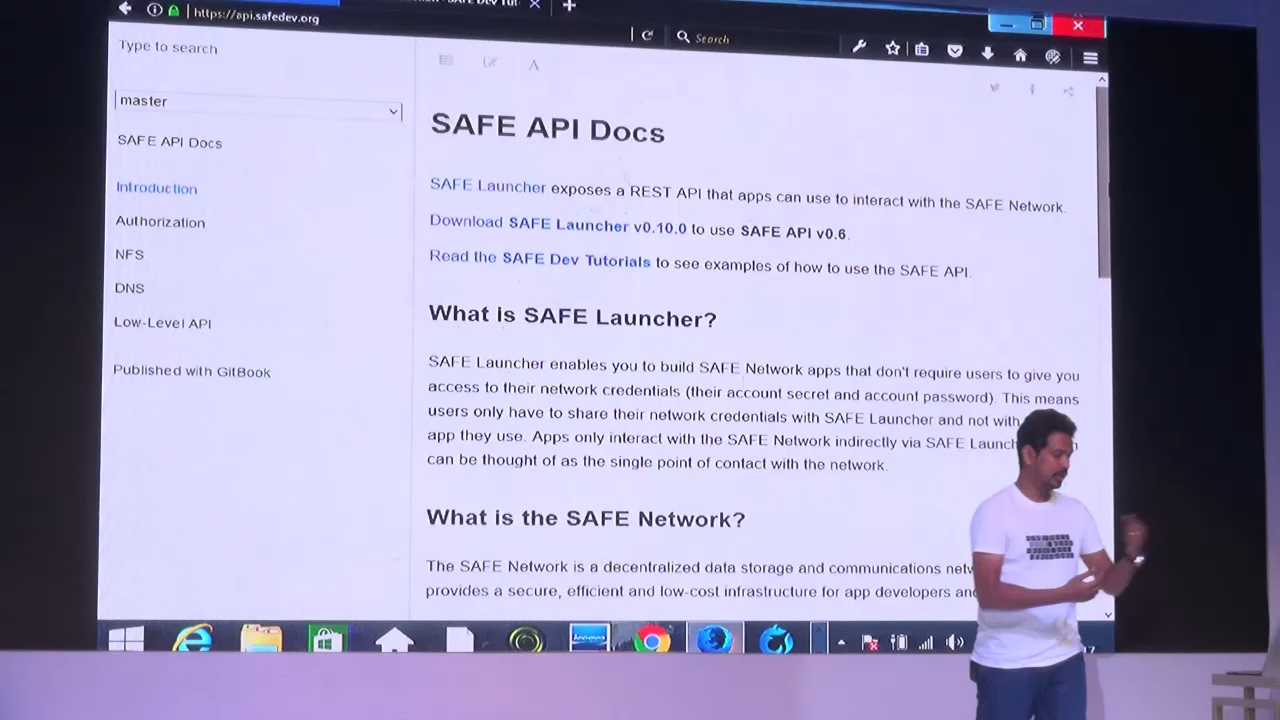 https://api.safedev.org
Search
Type to search
master
SAFE API Docs
Introduction
Authorization
NFS
DNS
Low-Level API
Published with GitBook
A
SAFE API Docs
SAFE Launcher exposes a REST API that apps can use to interact with the SAFE Network.
Download SAFE Launcher v0.10.0 to use SAFE API v0.6.
Read the SAFE Dev Tutorials to see examples of how to use the SAFE API.
What is SAFE Launcher?
SAFE Launcher enables you to build SAFE Network apps that don't require users to give you
access to their network credentials (their account secret and account password). This means
users only have to share their network credentials with SAFE Launcher and not with
app they use. Apps only interact with the SAFE Network indirectly via SAFE Launch
can be thought of as the single point of contact with the network.
What is the SAFE Network?
The SAFE Network is a decentralized data storage and communications netw
provides a secure, efficient and low-cost infrastructure for app developers and